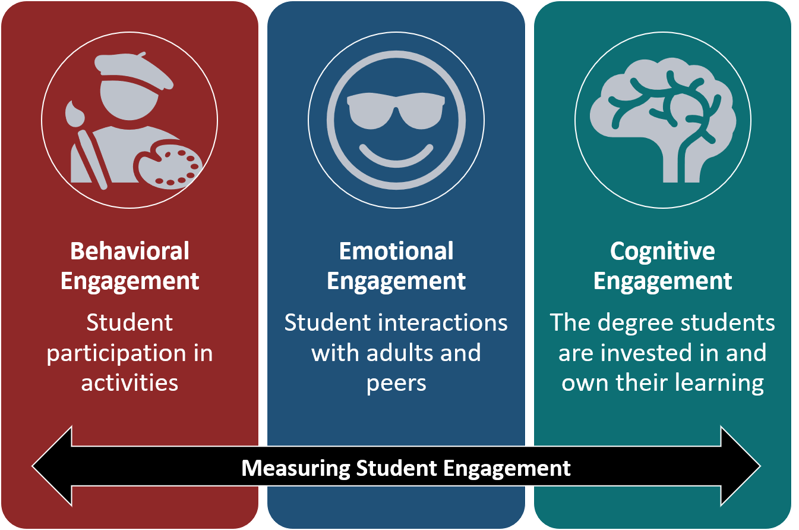 Behavioral
Engagement
Student
participation in
activities
Emotional
Engagement
Student interactions
with adults and
peers
Cognitive
Engagement
The degree students
are invested in and
own their learning
Measuring Student Engagement